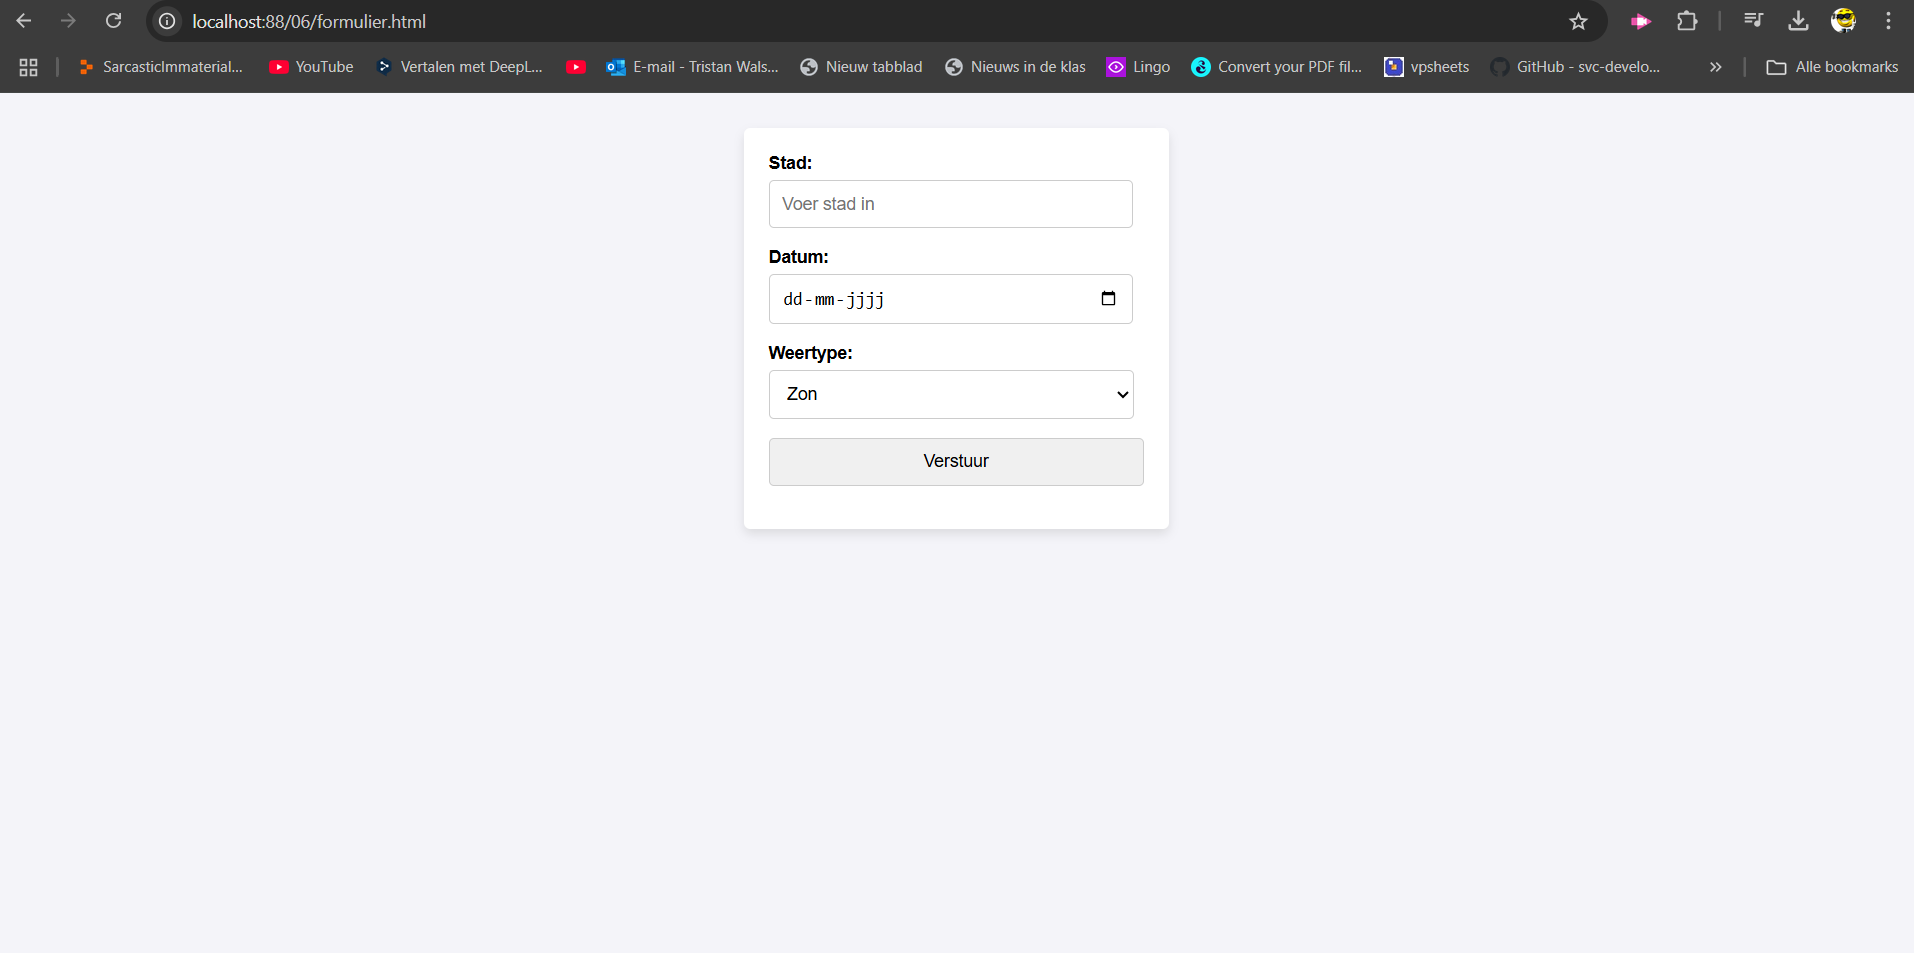 localhost:88/06/formulier.html
SarcasticImmaterial... YouTube Vertalen met DeepL... E-mail - Tristan Wals... Nieuw tabblad Nieuws in de klas Lingo Convert your PDF fil... vpsheets GitHub - svc-develo... » Alle bookmarks
Stad:
Voer stad in
Datum:
dd-mm-jjjj
Weertype:
Zon
Verstuur